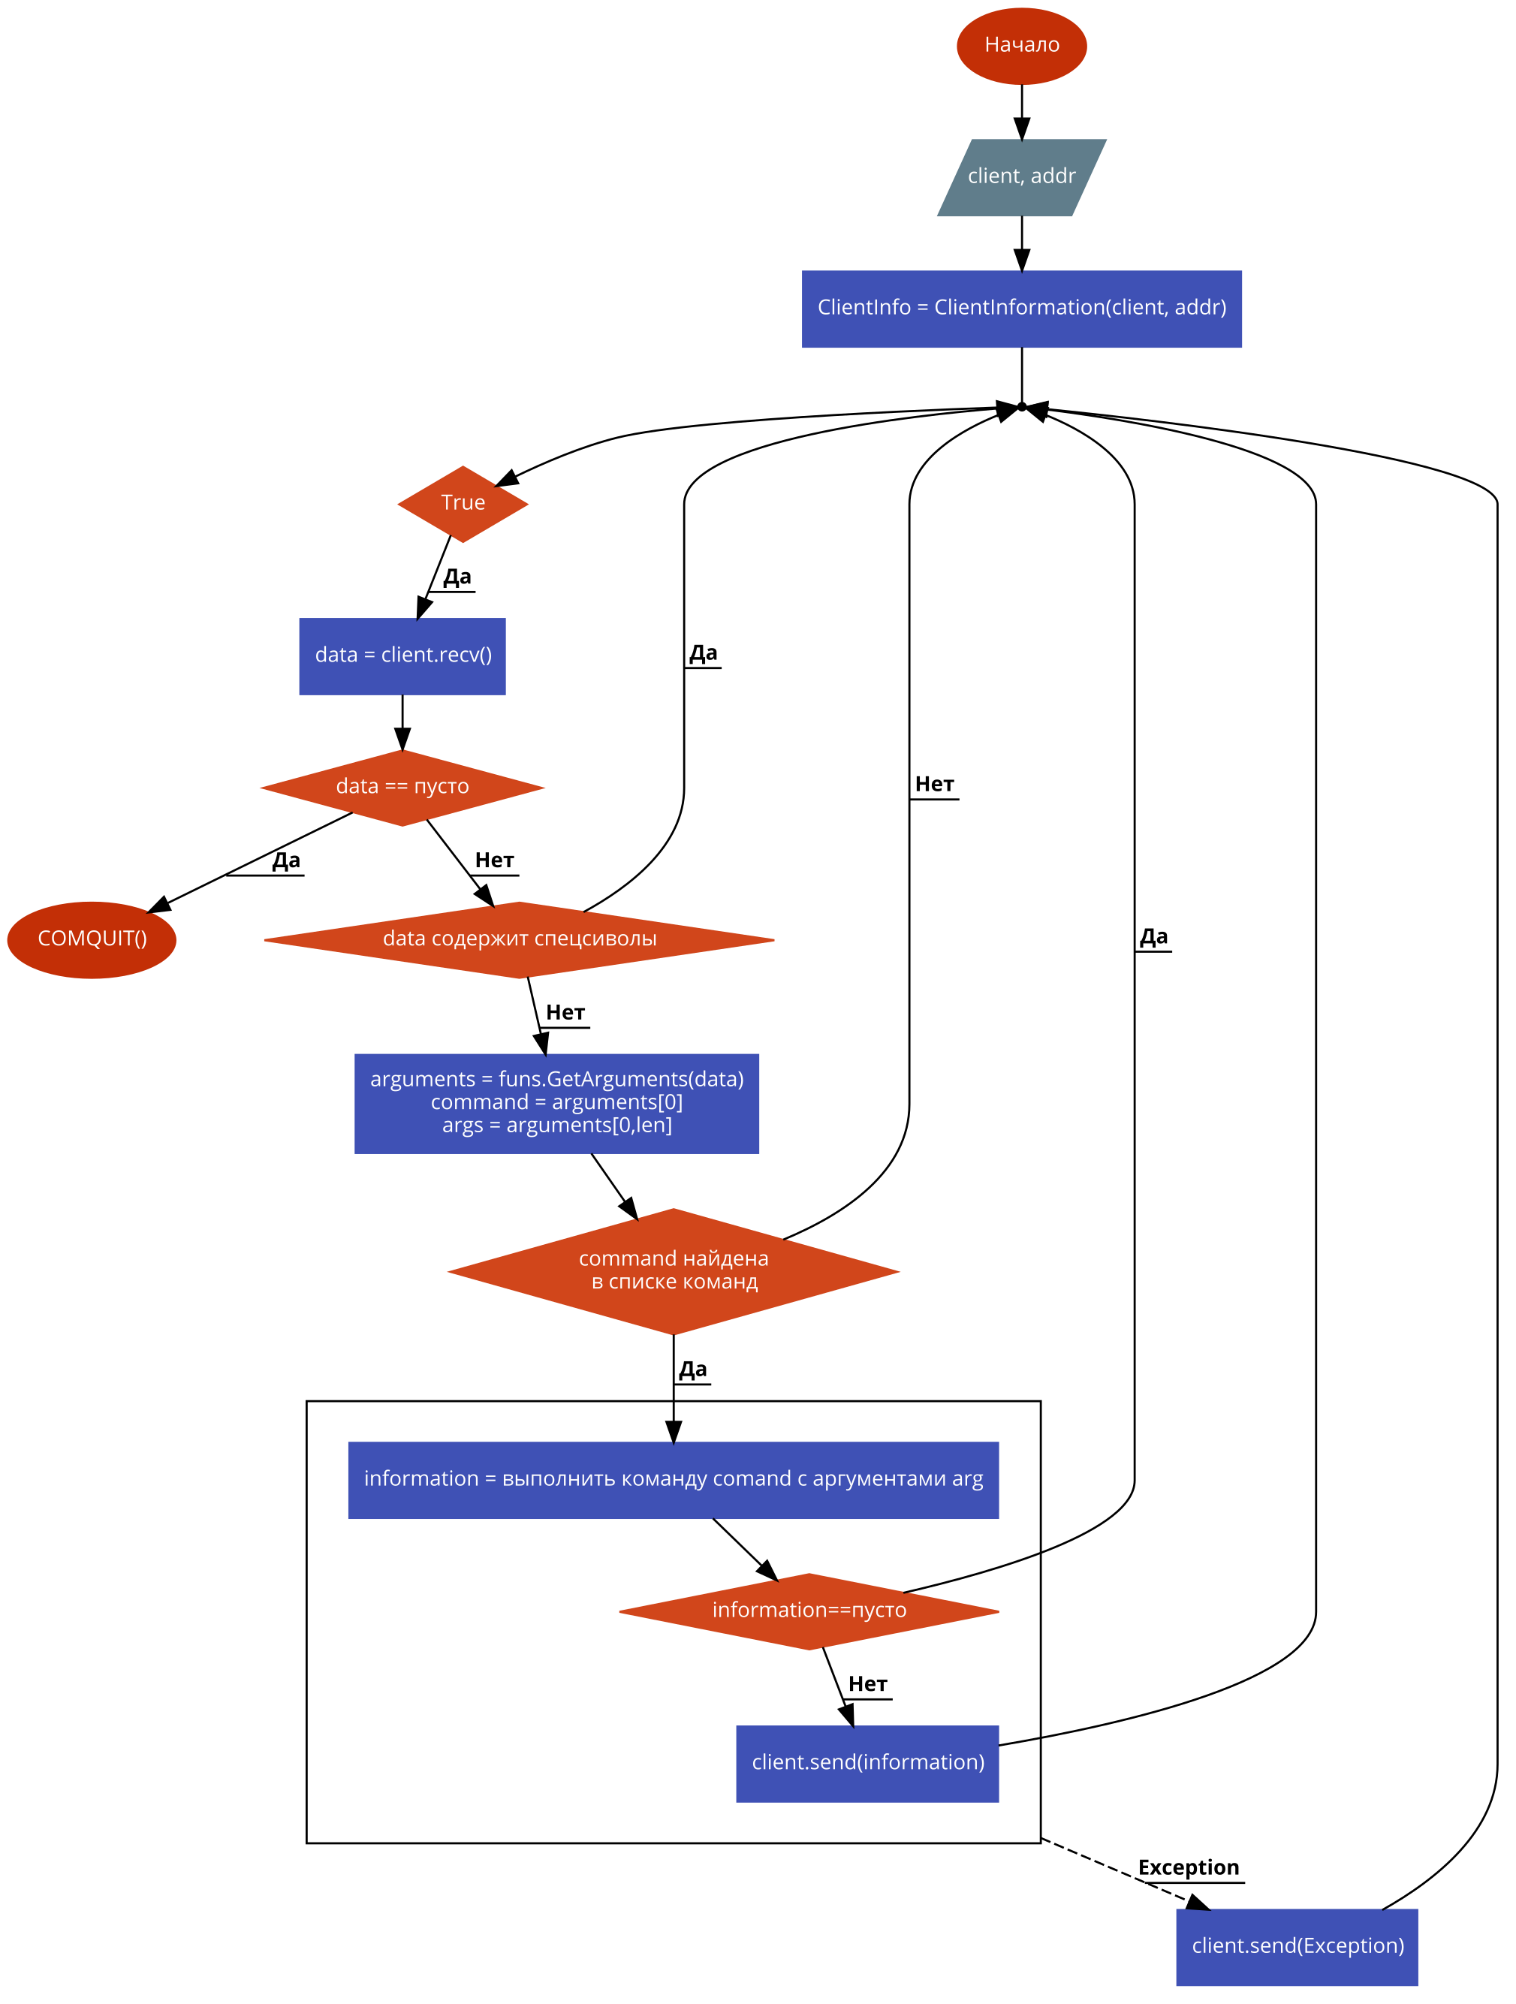 Начало
client, addr
ClientInfo = ClientInformation(client, addr)
True
Да
data = client.recv()
Да
data == пусто
Нет
Да
Нет
COMQUIT()
data содержит спецсиволы
Да
Нет
arguments = funs.GetArguments(data)
command = arguments[0]
args = arguments[0,len]
command найдена
в списке команд
Да
information = выполнить команду comand с аргументами arg
information==пусто
Нет
client.send(information)
Exception
client.send(Exception)